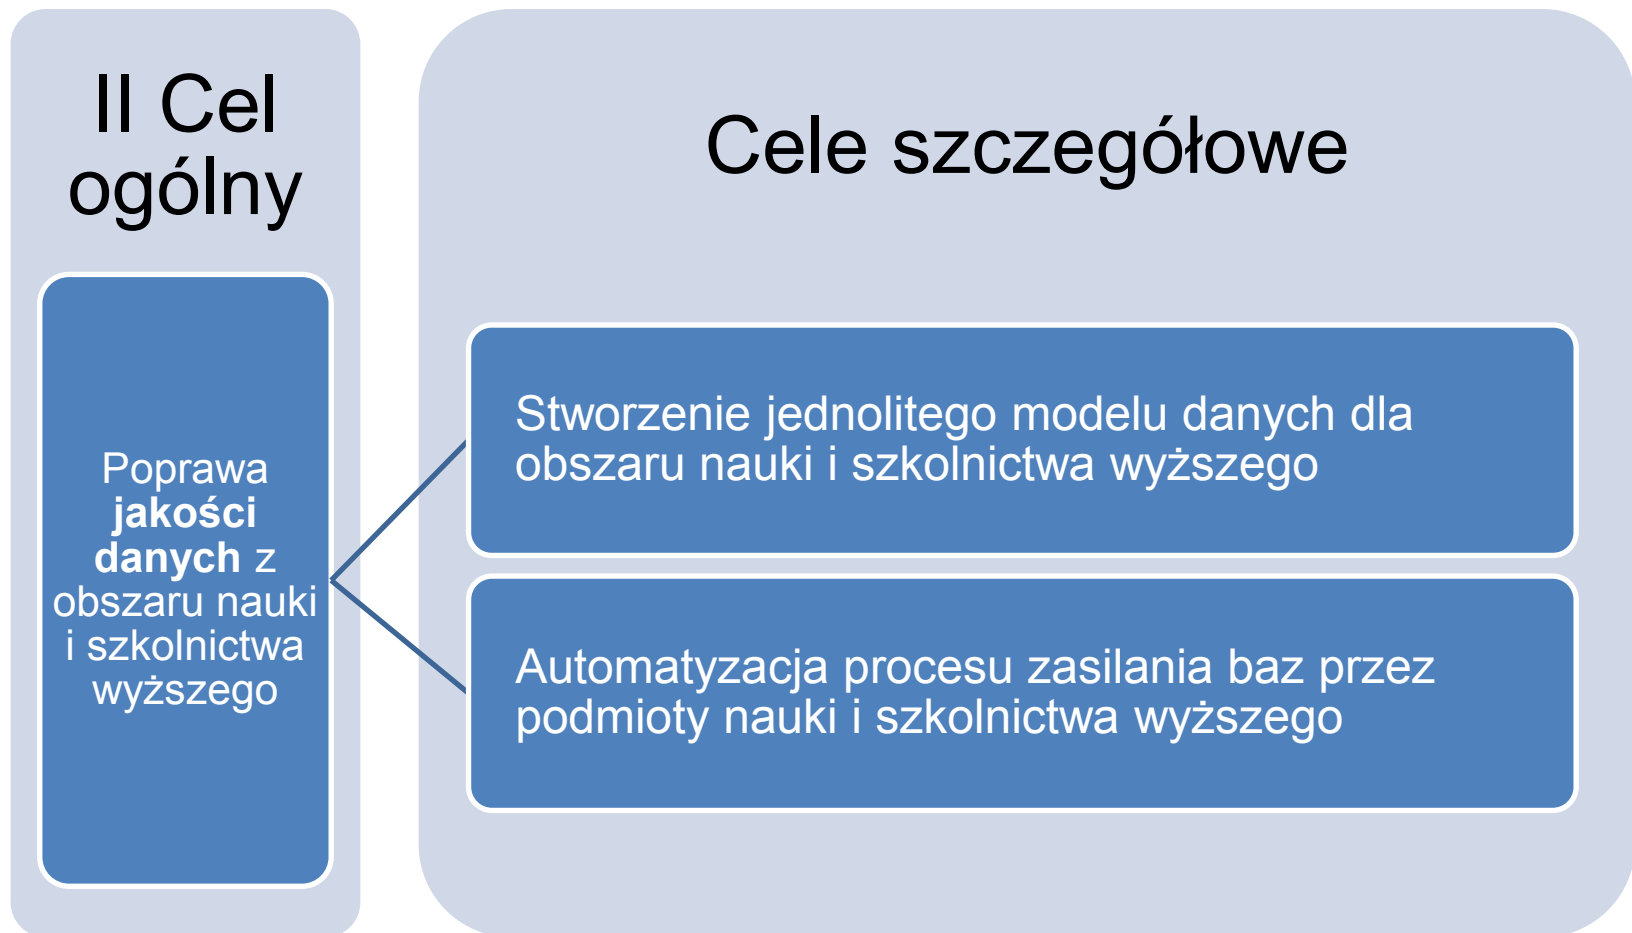 II Cel
ogólny
Poprawa
jakości
danych z
obszaru nauki
i szkolnictwa
wyższego
Cele szczegółowe
Stworzenie jednolitego modelu danych dla
obszaru nauki i szkolnictwa wyższego
Automatyzacja procesu zasilania baz przez
podmioty nauki i szkolnictwa wyższego